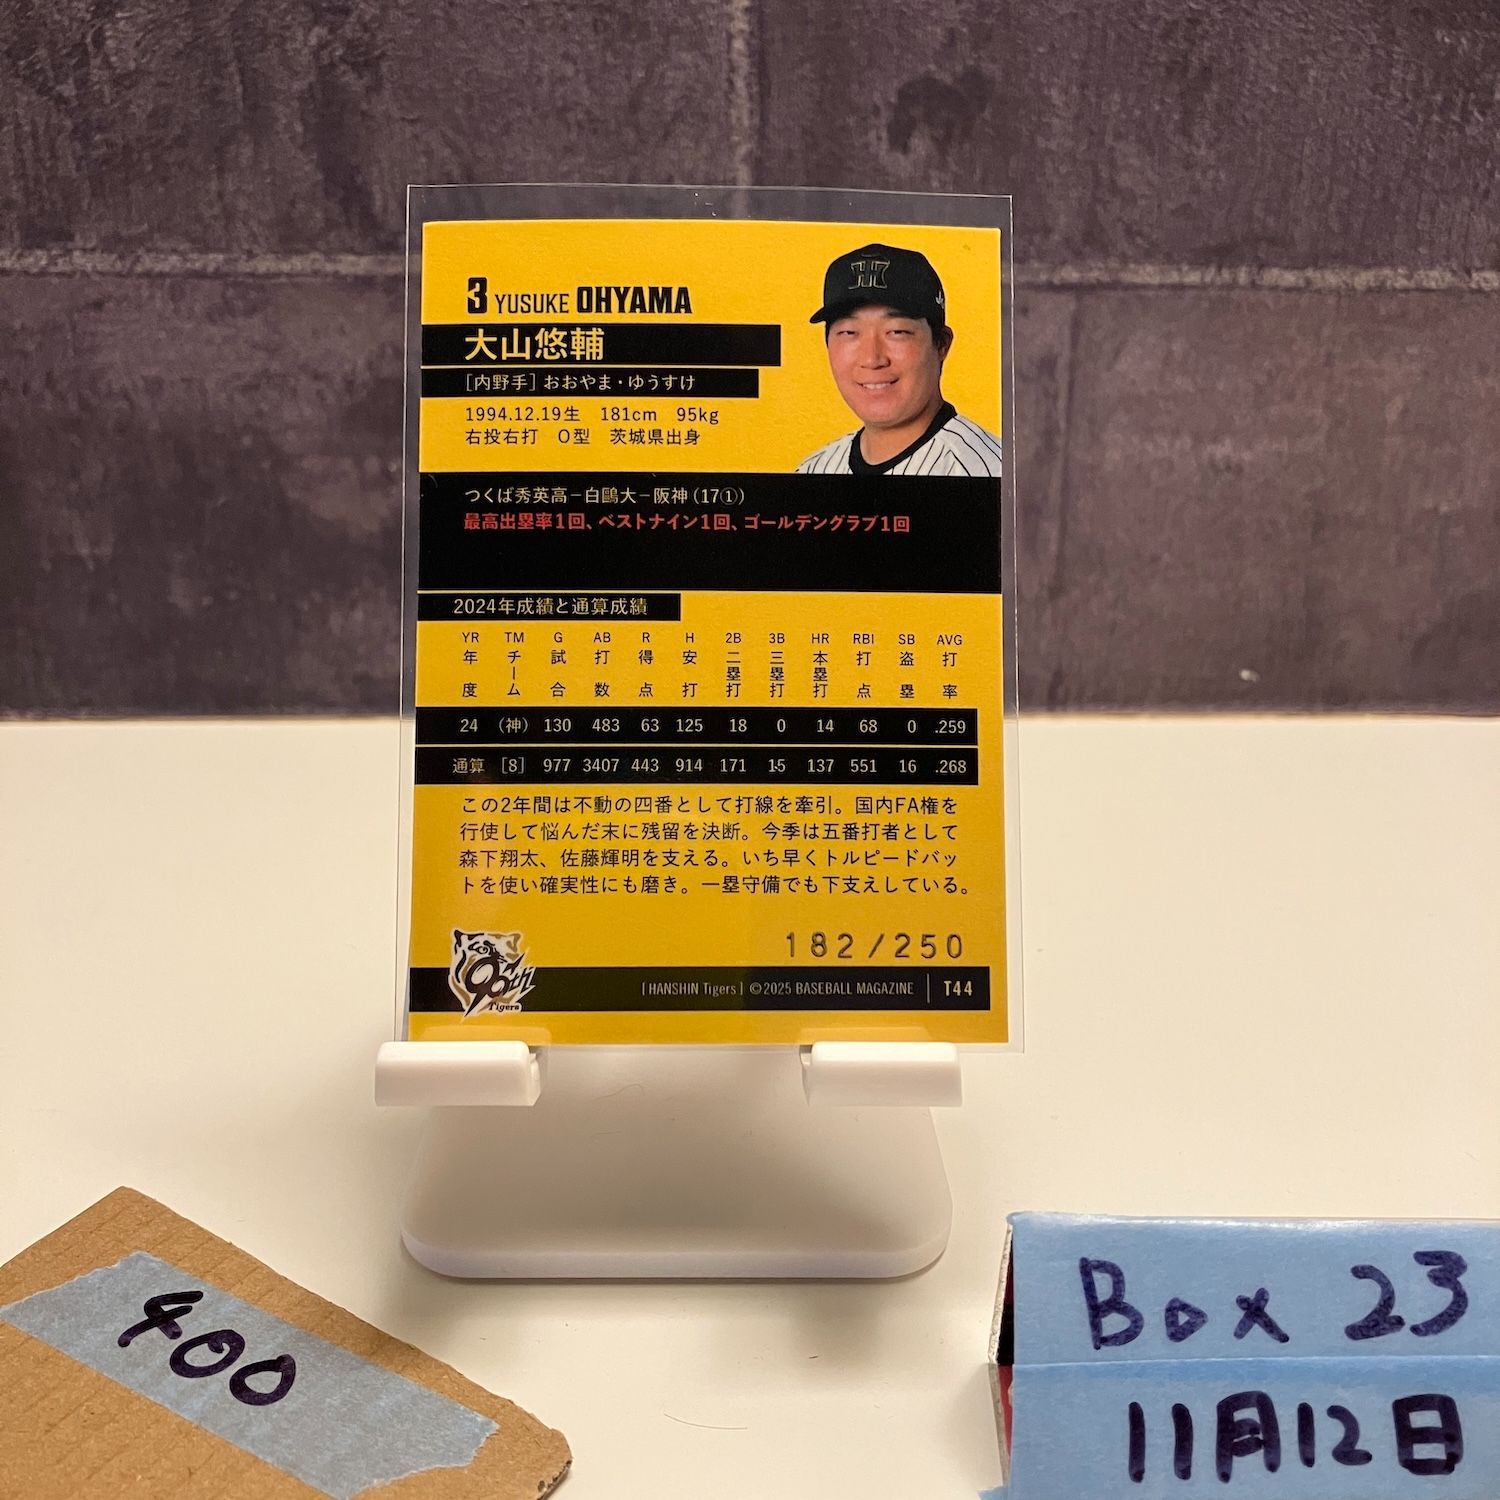 3 YUSUKE OHYAMA
大山悠輔
[内野手] おおやま・ゆうすけ
1994.12.19生 181cm 95kg
右投右打 O型 茨城県出身
つくば秀英高−白鷗大−阪神(17①)
最高出塁率1回、ベストナイン1回、ゴールデングラブ1回
2024年成績と通算成績
YR TM G AB R H 2B 3B HR RBI SB AVG
年度 チーム 試合 打数 得点 安打 二塁打 三塁打 本塁打 打点 盗塁 打率
24 (神) 130 483 63 125 18 0 14 68 0 .259
通算 [8] 977 3407 443 914 171 15 137 551 16 .268
この2年間は不動の四番として打線を牽引。国内FA権を
行使して悩んだ末に残留を決断。今季は五番打者として
森下翔太、佐藤輝明を支える。いち早くトルピードバッ
トを使い確実性にも磨き。一塁守備でも下支えしている。
182/250
90th
Tigers
[HANSHIN Tigers] ©2025 BASEBALL MAGAZINE T44
400
Box 23
11月12日